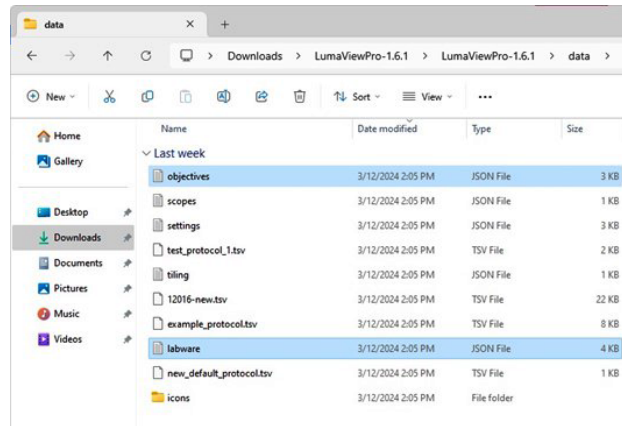 data
Downloads > LumaViewPro-1.6.1 > LumaViewPro-1.6.1 > data >
New Sort View ...
Home
Gallery
Desktop
Downloads
Documents
Pictures
Music
Videos
Name Date modified Type Size
Last week
objectives 3/12/2024 2:05 PM JSON File 3 KB
scopes 3/12/2024 2:05 PM JSON File 1 KB
settings 3/12/2024 2:05 PM JSON File 3 KB
test_protocol_1.tsv 3/12/2024 2:05 PM TSV File 2 KB
tiling 3/12/2024 2:05 PM JSON File 1 KB
12016-new.tsv 3/12/2024 2:05 PM TSV File 22 KB
example_protocol.tsv 3/12/2024 2:05 PM TSV File 8 KB
labware 3/12/2024 2:05 PM JSON File 4 KB
new_default_protocol.tsv 3/12/2024 2:05 PM TSV File 1 KB
icons 3/12/2024 2:05 PM File folder